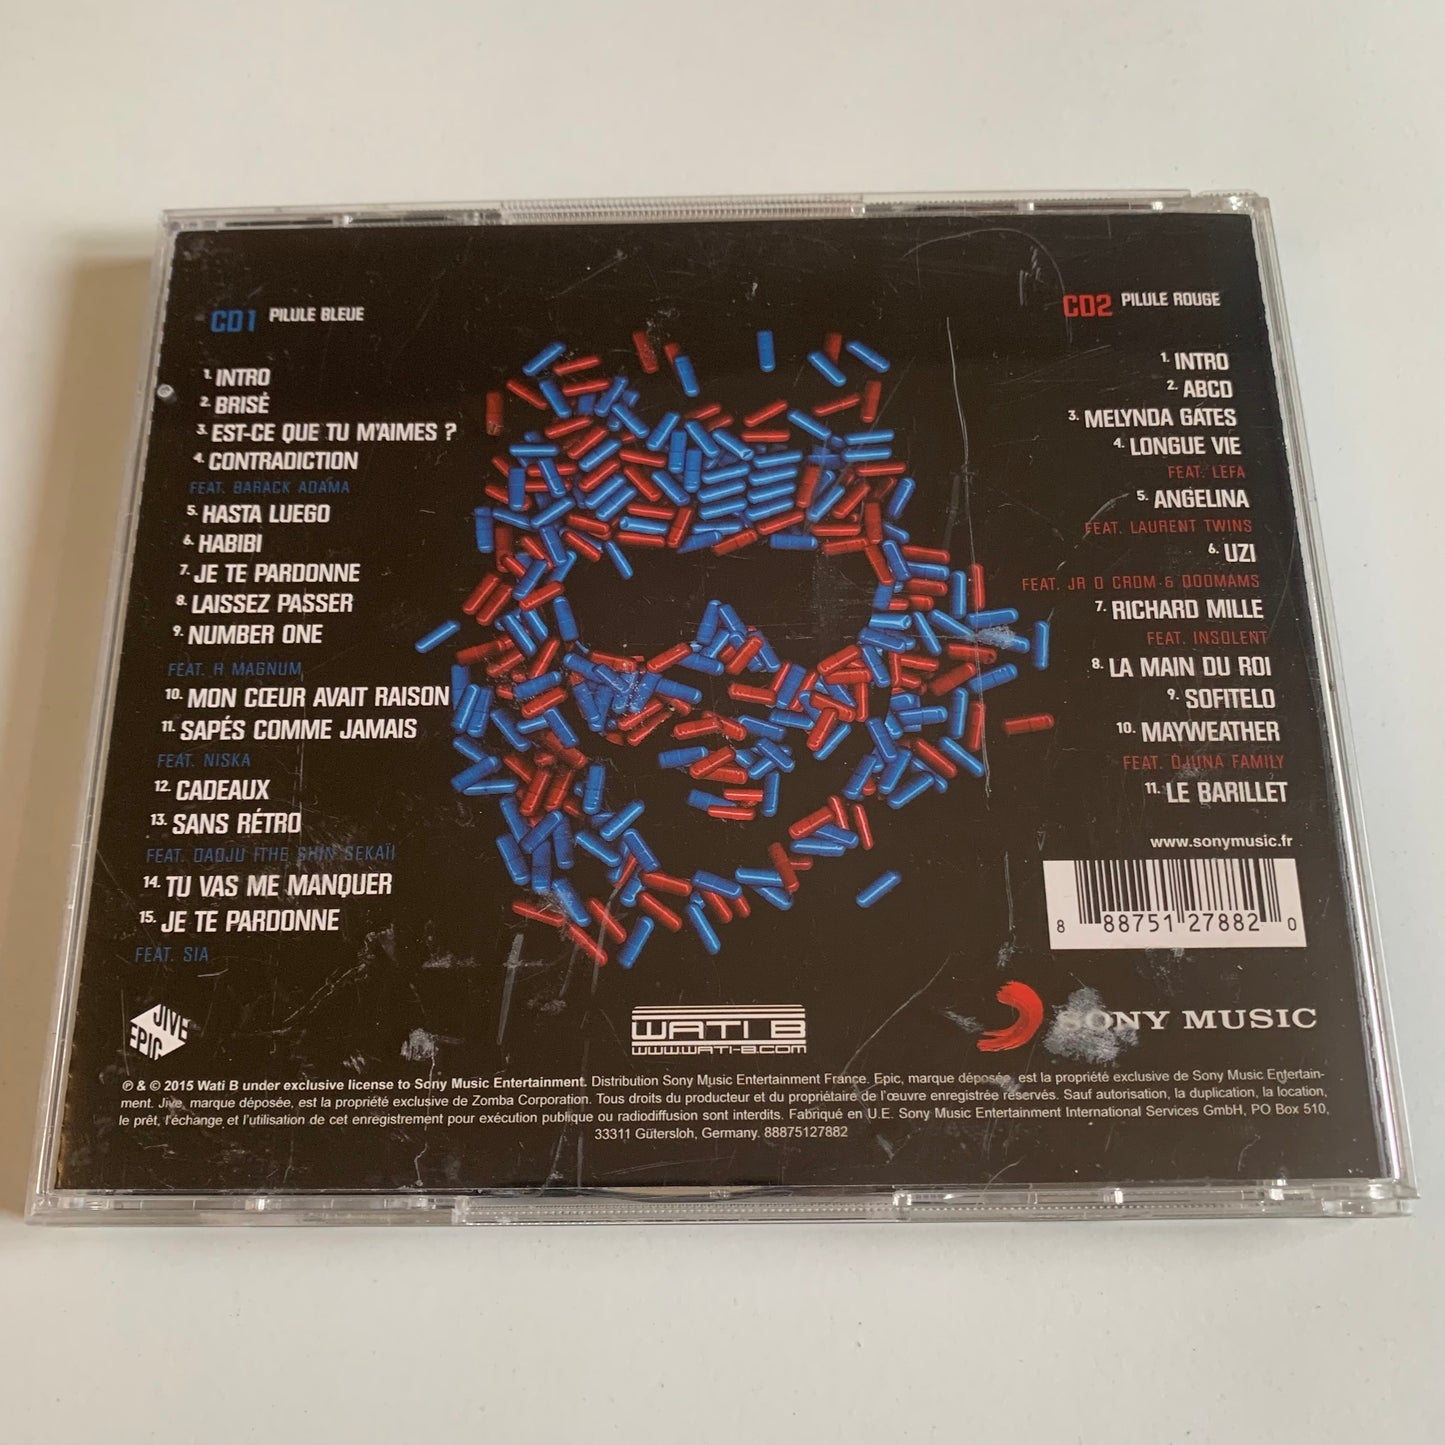 CD1 PILULE BLEUE
1. INTRO
2. BRISÉ
3. EST-CE QUE TU M'AIMES ?
4. CONTRADICTION
FEAT. BARACK ADAMA
5. HASTA LUEGO
6. HABIBI
7. JE TE PARDONNE
8. LAISSEZ PASSER
9. NUMBER ONE
FEAT. H MAGNUM
10. MON CŒUR AVAIT RAISON
11. SAPÉS COMME JAMAIS
FEAT. NISKA
12. CADEAUX
13. SANS RÉTRO
FEAT. DADJU (THE SHIN SEKAÏ)
14. TU VAS ME MANQUER
15. JE TE PARDONNE
FEAT. SIA
CD2 PILULE ROUGE
1. INTRO
2. ABCD
3. MELYNDA GATES
4. LONGUE VIE
FEAT. LEFA
5. ANGELINA
FEAT. LAURENT TWINS
6. UZI
FEAT. JR O CROM & DOOMAMS
7. RICHARD MILLE
FEAT. INSOLENT
8. LA MAIN DU ROI
9. SOFITELO
10. MAYWEATHER
FEAT. DJUNA FAMILY
11. LE BARILLET
www.sonymusic.fr
8 88751 27882 0
JIVE
EPIC
WATI B
WWW.WATI-B.COM
SONY MUSIC
℗ & © 2015 Wati B under exclusive license to Sony Music Entertainment. Distribution Sony Music Entertainment France. Epic, marque déposée, est la propriété exclusive de Sony Music Entertain-
ment. Jive, marque déposée, est la propriété exclusive de Zomba Corporation. Tous droits du producteur et du propriétaire de l'œuvre enregistrée réservés. Sauf autorisation, la duplication, la location,
le prêt, l'échange et l'utilisation de cet enregistrement pour exécution publique ou radiodiffusion sont interdits. Fabriqué en U.E. Sony Music Entertainment International Services GmbH, PO Box 510,
33311 Gütersloh, Germany. 88875127882